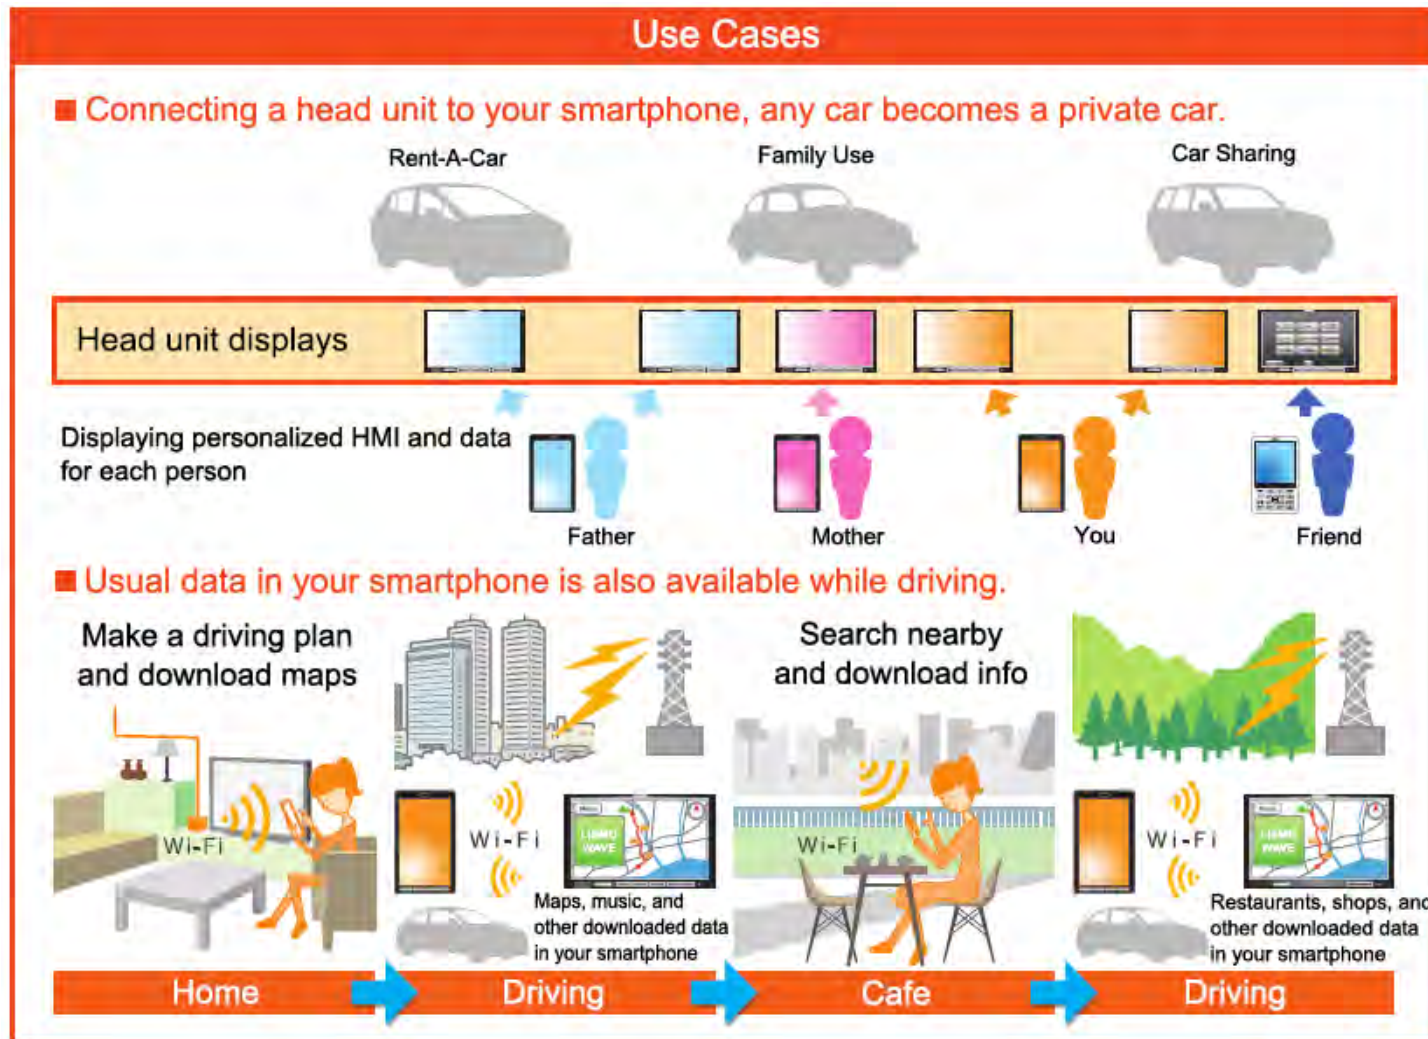 Use Cases
■ Connecting a head unit to your smartphone, any car becomes a private car.
Rent-A-Car
Family Use
Car Sharing
Head unit displays
Displaying personalized HMI and data
for each person
Father
Mother
You
Friend
■ Usual data in your smartphone is also available while driving.
Make a driving plan
and download maps
Wi-Fi
Wi-Fi
LISMO
WAVE
Maps, music, and
other downloaded data
in your smartphone
Search nearby
and download info
Wi-Fi
Wi-Fi
LISMO
WAVE
Restaurants, shops, and
other downloaded data
in your smartphone
Home
Driving
Cafe
Driving